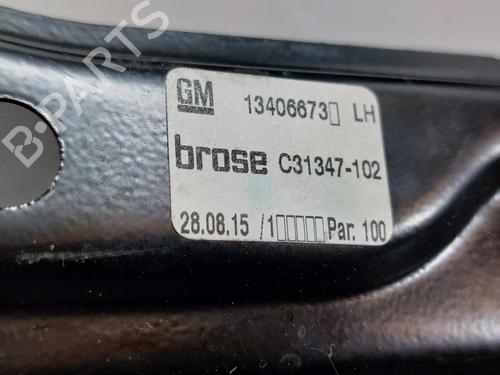 B-PARTS
GM 13406673▯ LH
brose C31347-102
28.08.15 /1▯▯▯▯▯ Par. 100